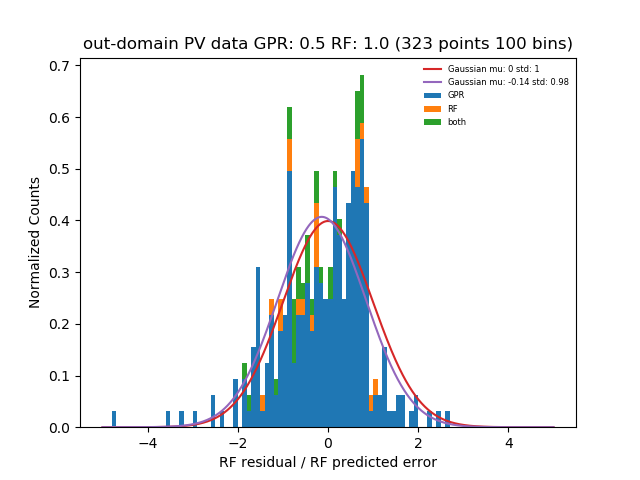 out-domain PV data GPR: 0.5 RF: 1.0 (323 points 100 bins)
Gaussian mu: 0 std: 1
Gaussian mu: -0.14 std: 0.98
GPR
RF
both
Normalized Counts
0.7
0.6
0.5
0.4
0.3
0.2
0.1
0.0
−4 −2 0 2 4
RF residual / RF predicted error